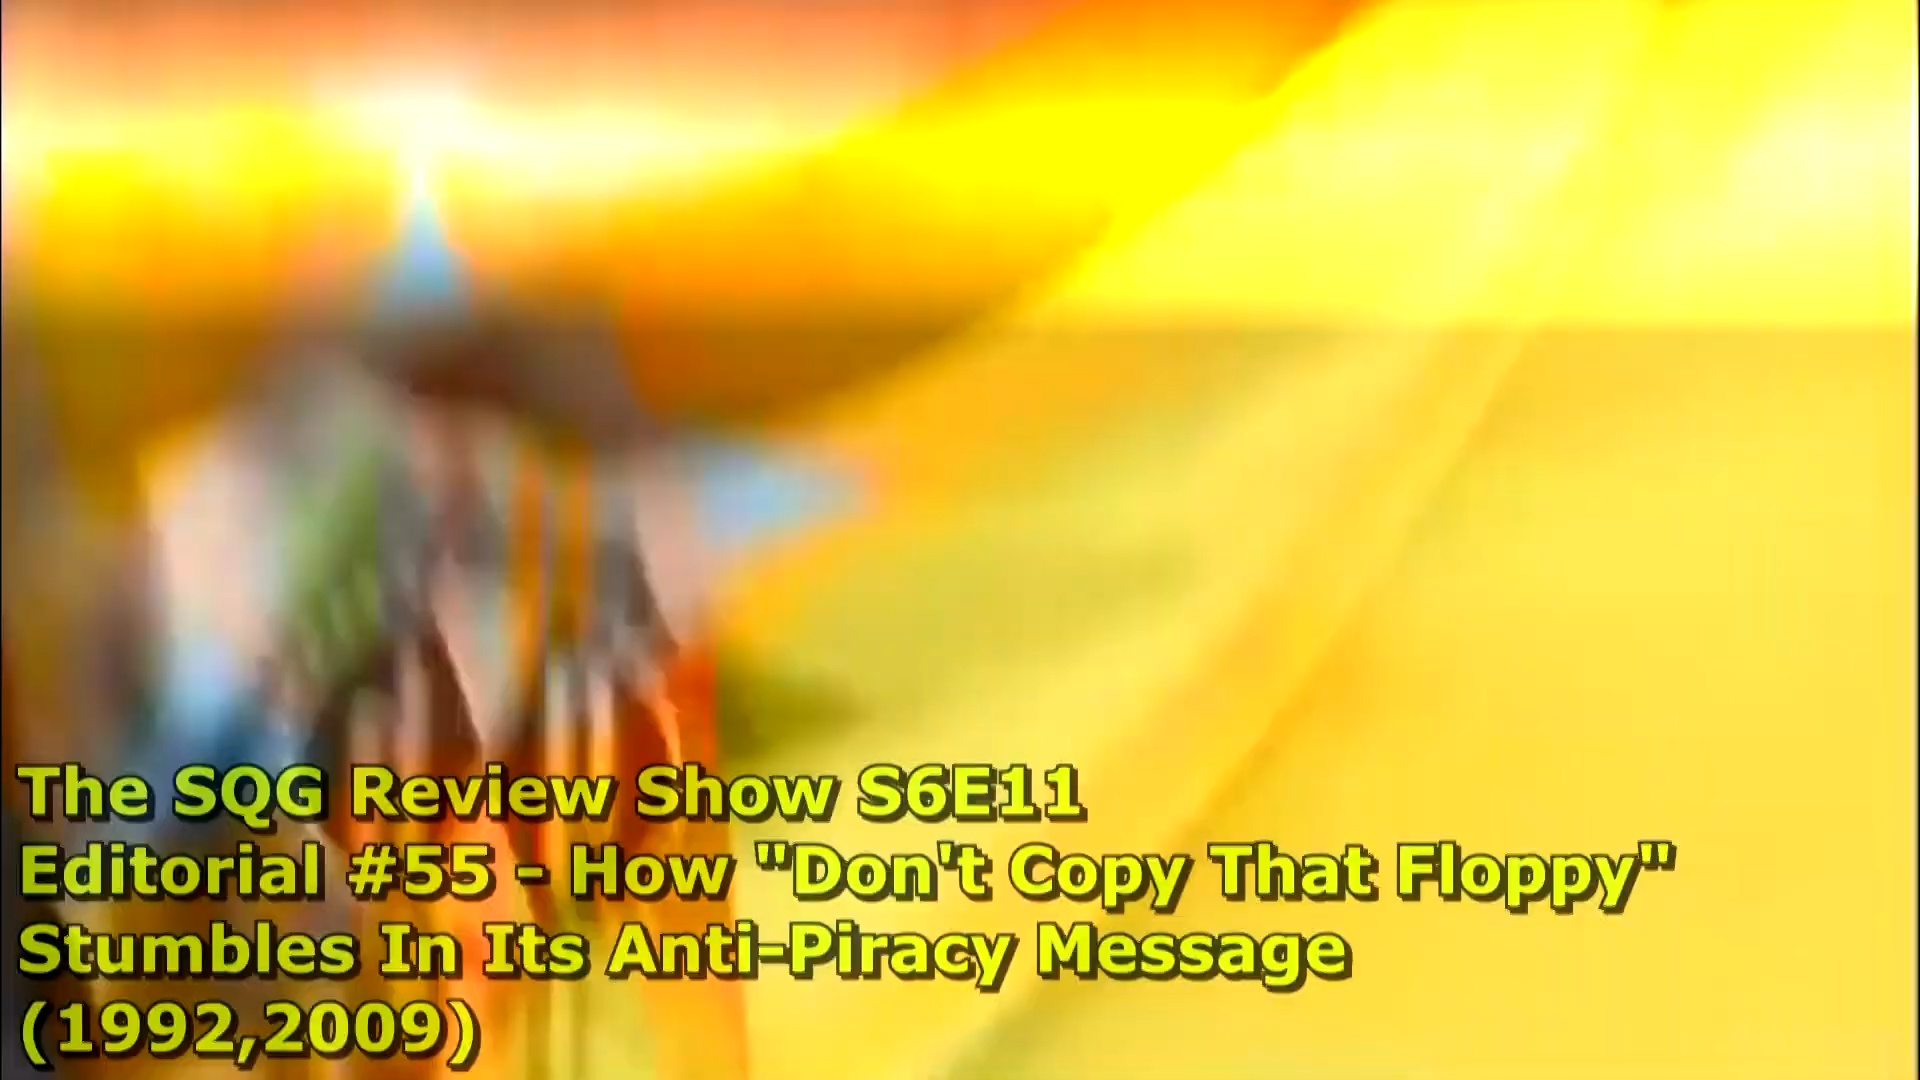 The SQG Review Show S6E11
Editorial #55 - How "Don't Copy That Floppy"
Stumbles In Its Anti-Piracy Message
(1992,2009)